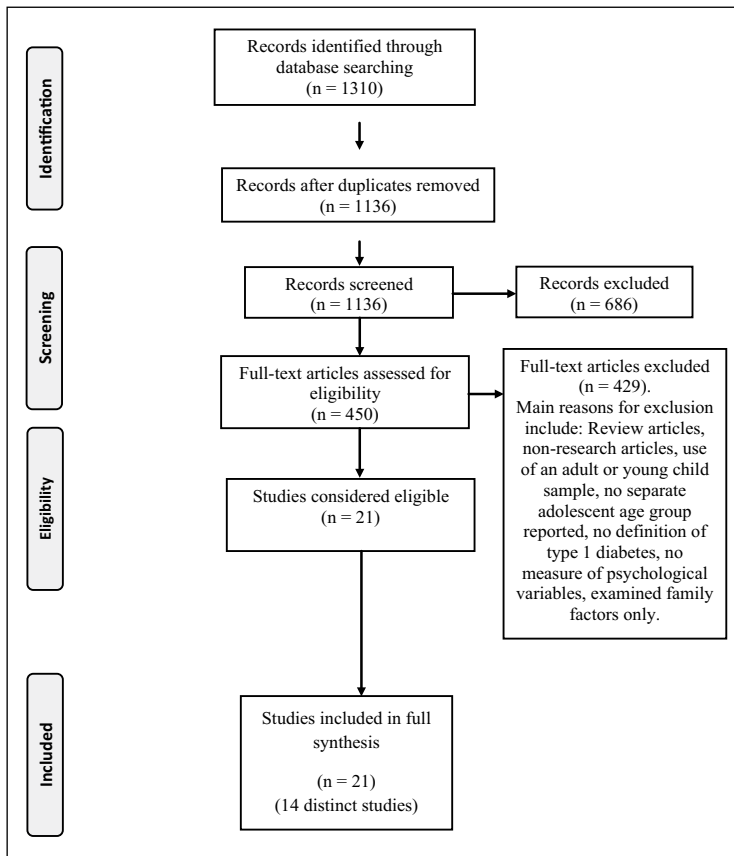 Identification
Records identified through
database searching
(n = 1310)
Records after duplicates removed
(n = 1136)
Screening
Records screened
(n = 1136)
Records excluded
(n = 686)
Full-text articles assessed for
eligibility
(n = 450)
Full-text articles excluded
(n = 429).
Main reasons for exclusion
include: Review articles,
non-research articles, use
of an adult or young child
sample, no separate
adolescent age group
reported, no definition of
type 1 diabetes, no
measure of psychological
variables, examined family
factors only.
Eligibility
Studies considered eligible
(n = 21)
Included
Studies included in full
synthesis
(n = 21)
(14 distinct studies)